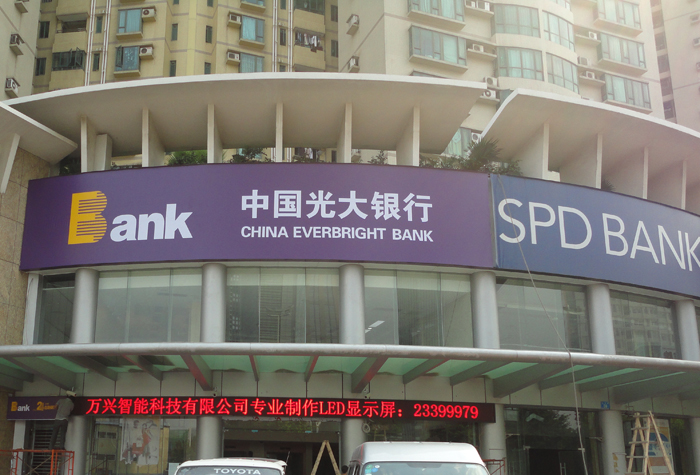 Bank
中国光大银行
CHINA EVERBRIGHT BANK
SPD BANK
Bank
万兴智能科技有限公司专业制作LED显示屏：23399979
TOYOTA